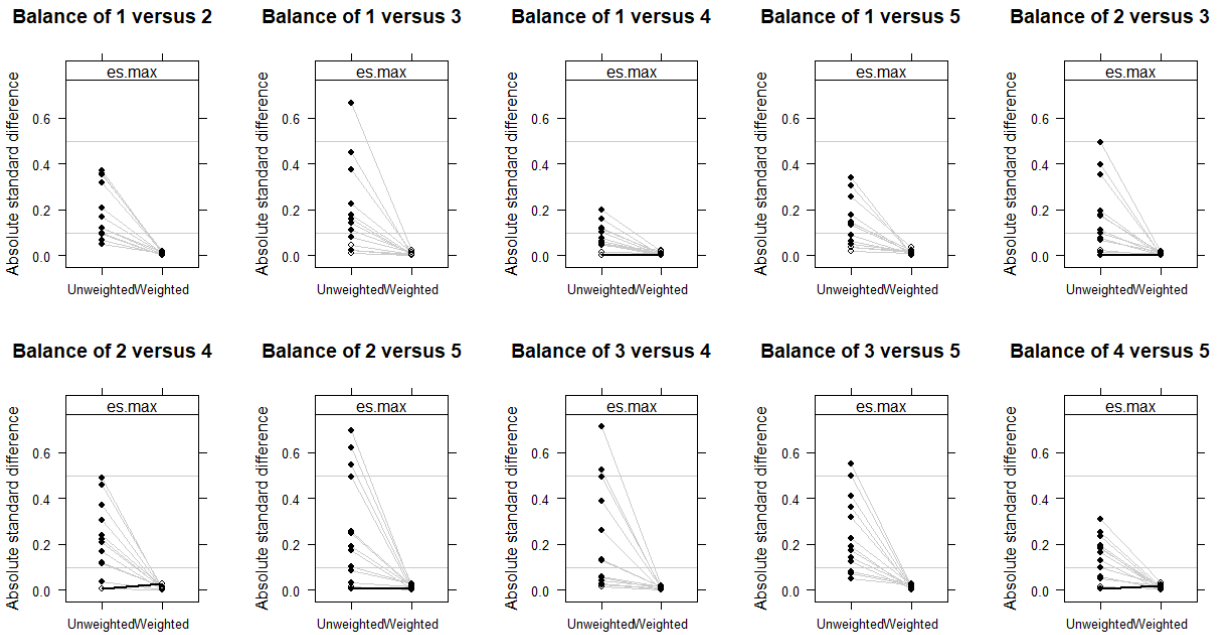 Balance of 1 versus 2
Balance of 1 versus 3
Balance of 1 versus 4
Balance of 1 versus 5
Balance of 2 versus 3
es.max
es.max
es.max
es.max
es.max
Absolute standard difference
0.6
0.4
0.2
0.0
Absolute standard difference
0.6
0.4
0.2
0.0
Absolute standard difference
0.6
0.4
0.2
0.0
Absolute standard difference
0.6
0.4
0.2
0.0
Absolute standard difference
0.6
0.4
0.2
0.0
UnweightedWeighted
UnweightedWeighted
UnweightedWeighted
UnweightedWeighted
UnweightedWeighted
Balance of 2 versus 4
Balance of 2 versus 5
Balance of 3 versus 4
Balance of 3 versus 5
Balance of 4 versus 5
es.max
es.max
es.max
es.max
es.max
Absolute standard difference
0.6
0.4
0.2
0.0
Absolute standard difference
0.6
0.4
0.2
0.0
Absolute standard difference
0.6
0.4
0.2
0.0
Absolute standard difference
0.6
0.4
0.2
0.0
Absolute standard difference
0.6
0.4
0.2
0.0
UnweightedWeighted
UnweightedWeighted
UnweightedWeighted
UnweightedWeighted
UnweightedWeighted